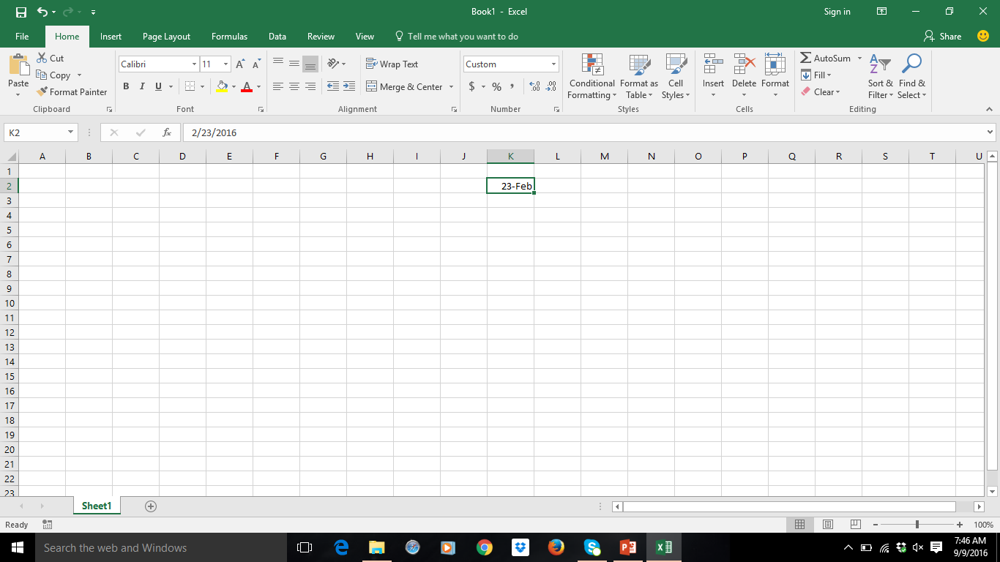 Book1 - Excel
Sign in
File Home Insert Page Layout Formulas Data Review View Tell me what you want to do Share
Paste
Cut
Copy
Format Painter
Clipboard
Calibri 11 A A
B I U A
Font
Wrap Text
Merge & Center
Alignment
Custom
$ % , .0 .00 .00 .0
Number
Conditional Formatting
Format as Table
Cell Styles
Styles
Insert Delete Format
Cells
AutoSum
Fill
Clear
A Z
Sort & Filter
Find & Select
Editing
K2 fx 2/23/2016
A B C D E F G H I J K L M N O P Q R S T U
1
2 23-Feb
3
4
5
6
7
8
9
10
11
12
13
14
15
16
17
18
19
20
21
22
23
Sheet1
Ready 100%
Search the web and Windows
7:46 AM
9/9/2016